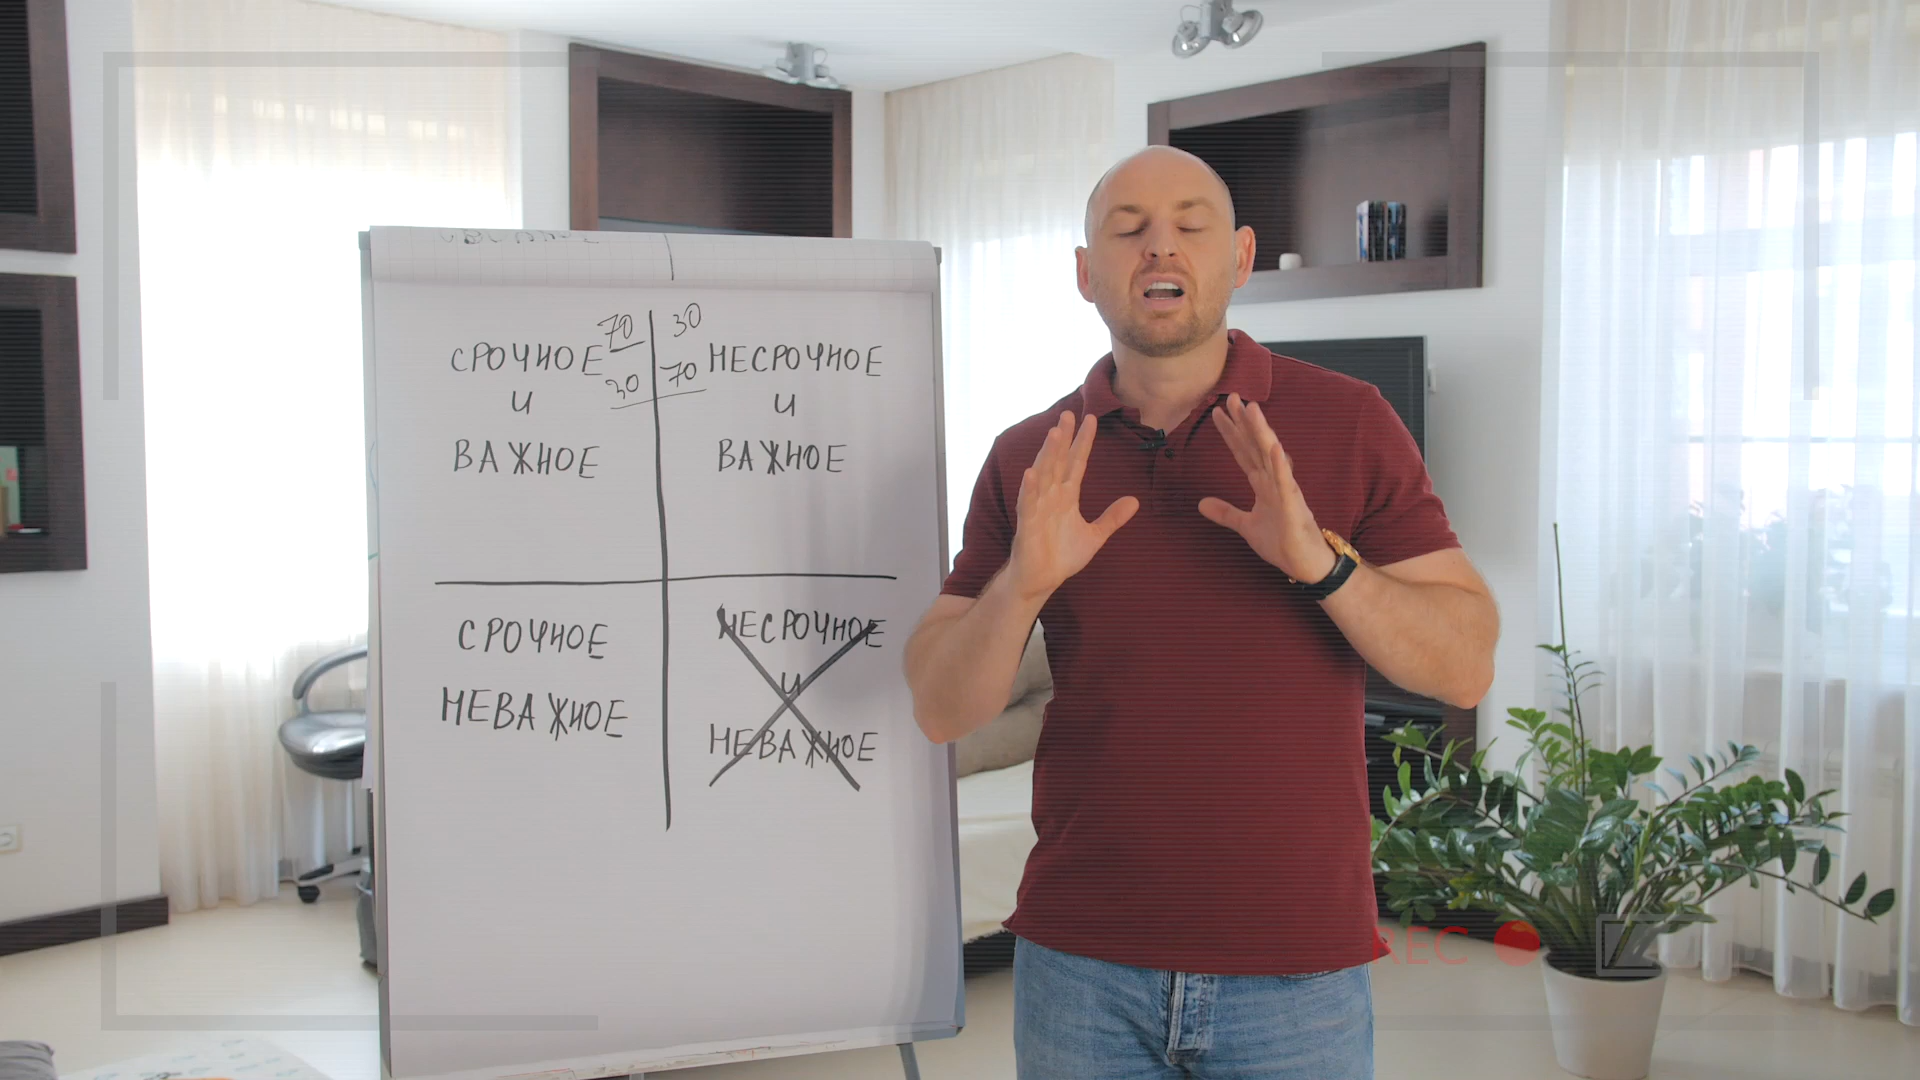 70
30
СРОЧНОЕ
30
70
И
ВАЖНОЕ
НЕСРОЧНОЕ
И
ВАЖНОЕ
СРОЧНОЕ
НЕВАЖНОЕ
НЕСРОЧНОЕ
И
НЕВАЖНОЕ
REC